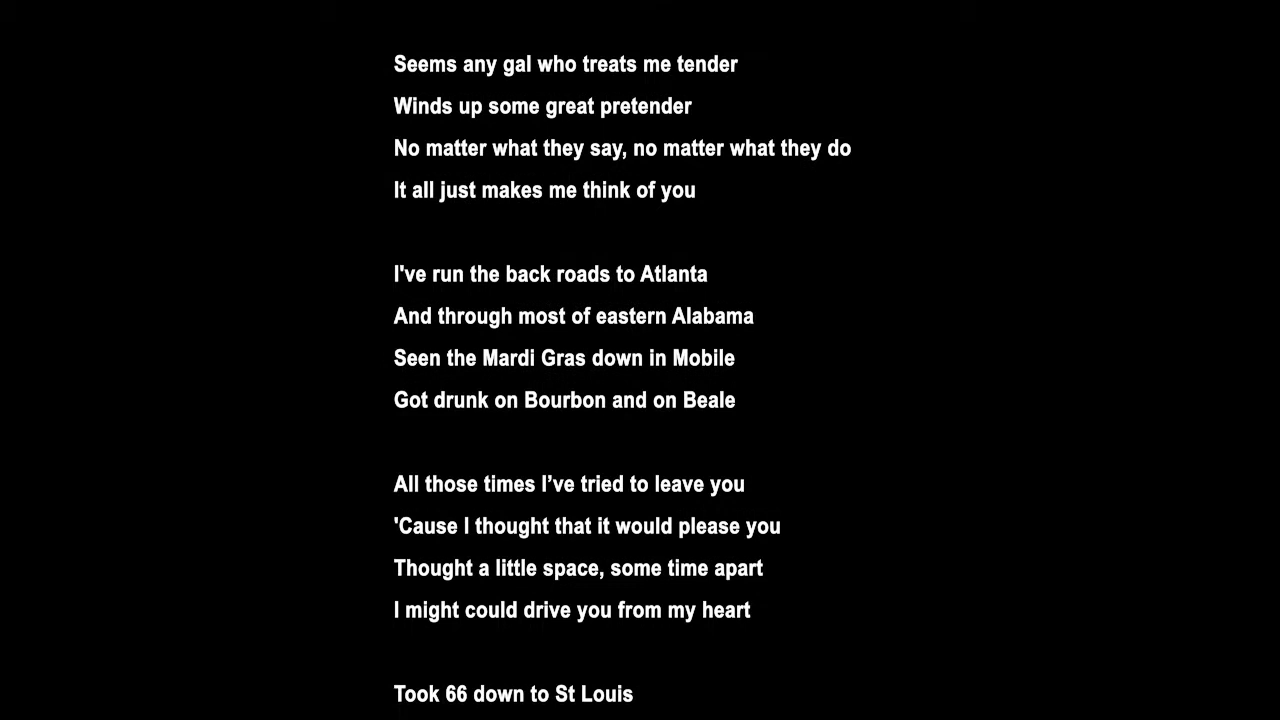 Seems any gal who treats me tender
Winds up some great pretender
No matter what they say, no matter what they do
It all just makes me think of you
I've run the back roads to Atlanta
And through most of eastern Alabama
Seen the Mardi Gras down in Mobile
Got drunk on Bourbon and on Beale
All those times I’ve tried to leave you
'Cause I thought that it would please you
Thought a little space, some time apart
I might could drive you from my heart
Took 66 down to St Louis